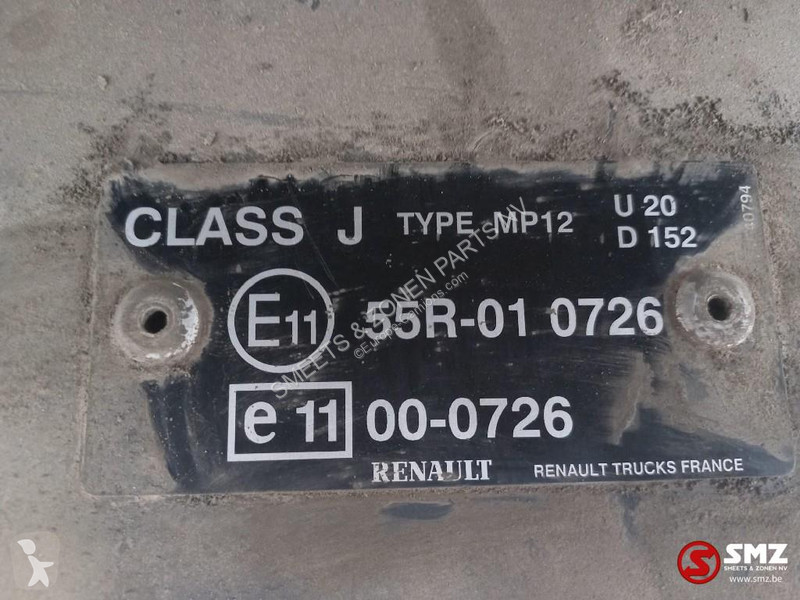 CLASS J TYPE MP12 U 20
D 152
E11 55R-01 0726
e 11 00-0726
RENAULT RENAULT TRUCKS FRANCE
SMEETS & ZONEN PARTS NV
SMZ
SMEETS & ZONEN NV
www.smz.be